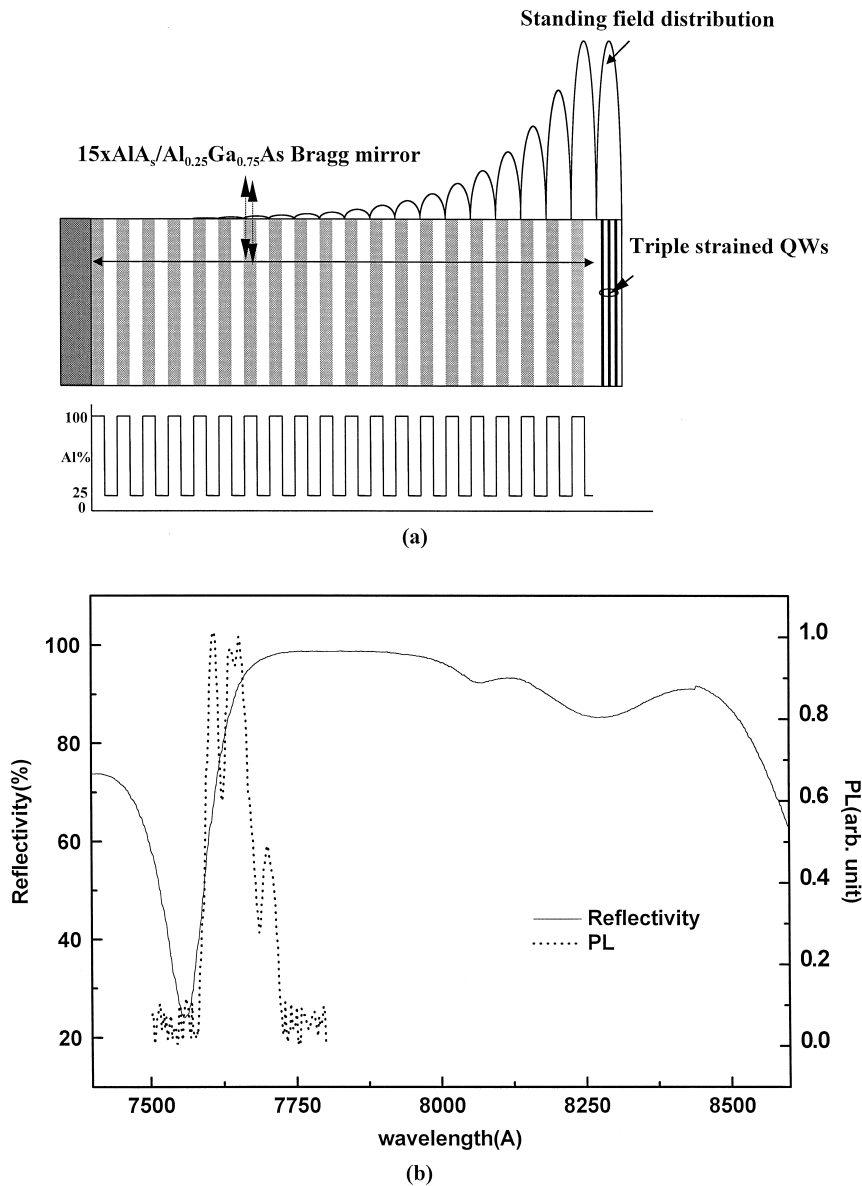 Standing field distribution
15xAlAs/Al0.25Ga0.75As Bragg mirror
Triple strained QWs
100
Al%
25
0
(a)
100
80
60
40
20
Reflectivity(%)
1.0
0.8
0.6
0.4
0.2
0.0
PL(arb. unit)
Reflectivity
PL
7500 7750 8000 8250 8500
wavelength(A)
(b)